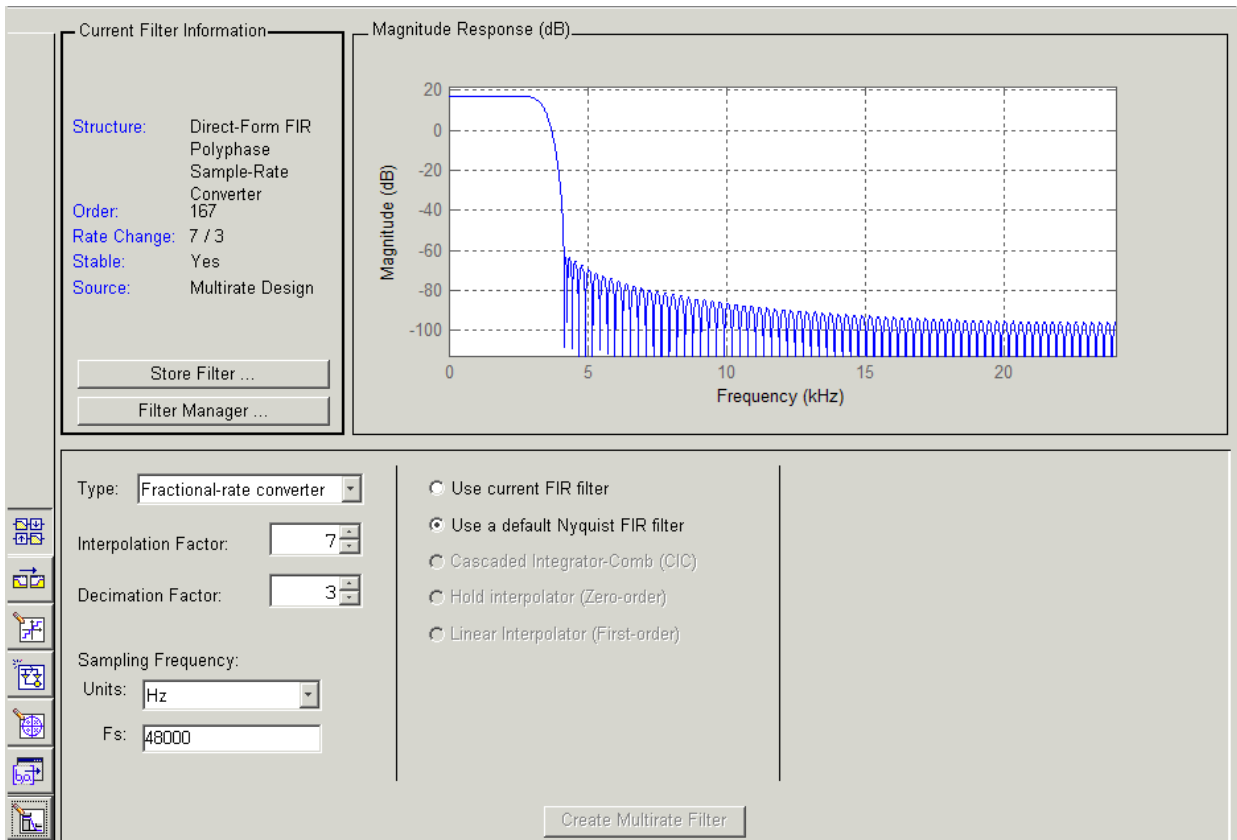 Current Filter Information
Structure: Direct-Form FIR
Polyphase
Sample-Rate
Converter
Order: 167
Rate Change: 7 / 3
Stable: Yes
Source: Multirate Design
Store Filter ...
Filter Manager ...
Magnitude Response (dB)
20
0
-20
-40
-60
-80
-100
Magnitude (dB)
0 5 10 15 20
Frequency (kHz)
Type: Fractional-rate converter
Interpolation Factor: 7
Decimation Factor: 3
Sampling Frequency:
Units: Hz
Fs: 48000
Use current FIR filter
Use a default Nyquist FIR filter
Cascaded Integrator-Comb (CIC)
Hold interpolator (Zero-order)
Linear Interpolator (First-order)
Create Multirate Filter